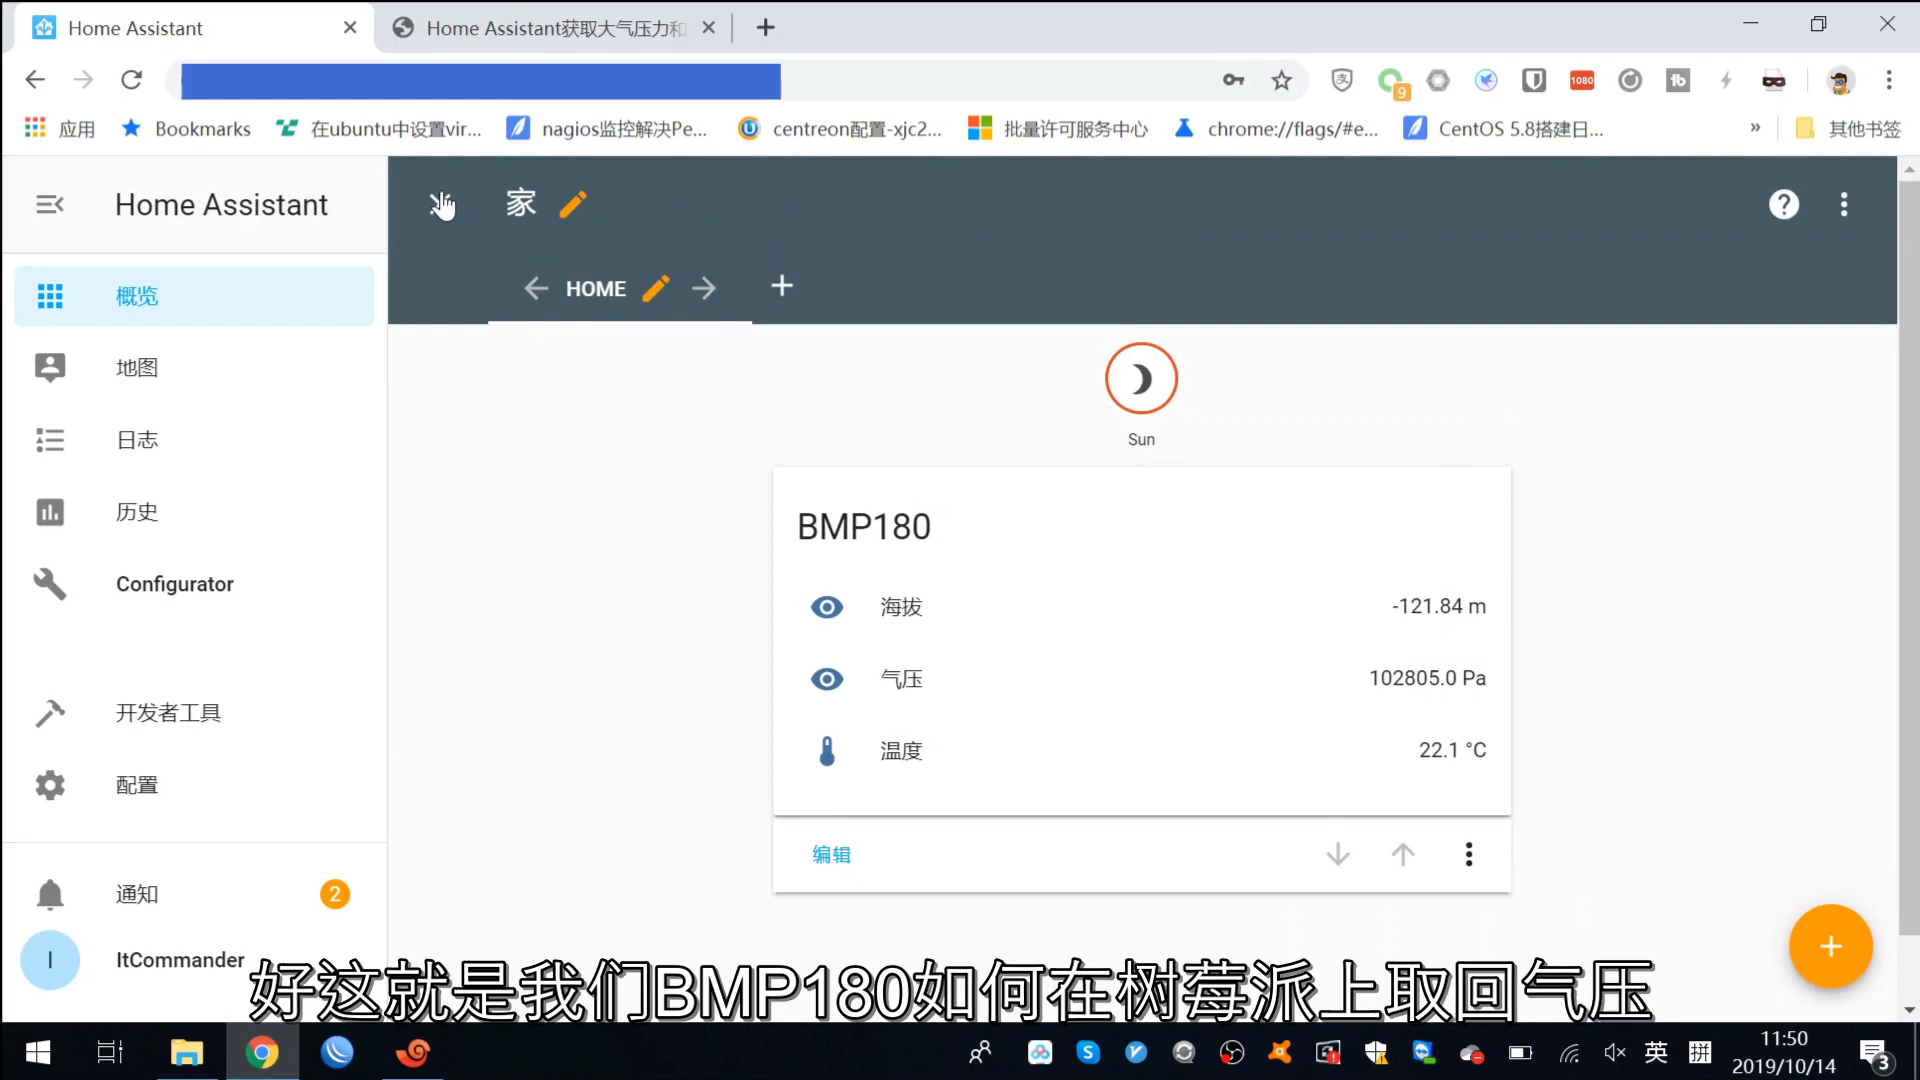 Home Assistant
Home Assistant获取大气压力和
9
1080
应用
Bookmarks
在ubuntu中设置vir...
nagios监控解决Pe...
centreon配置-xjc2...
批量许可服务中心
chrome://flags/#e...
CentOS 5.8搭建日...
»
其他书签
Home Assistant
家
概览
HOME
地图
Sun
日志
BMP180
历史
海拔
-121.84 m
Configurator
气压
102805.0 Pa
开发者工具
温度
22.1 °C
配置
编辑
通知
2
I
ItCommander
好这就是我们BMP180如何在树莓派上取回气压
英
拼
11:50
2019/10/14
3